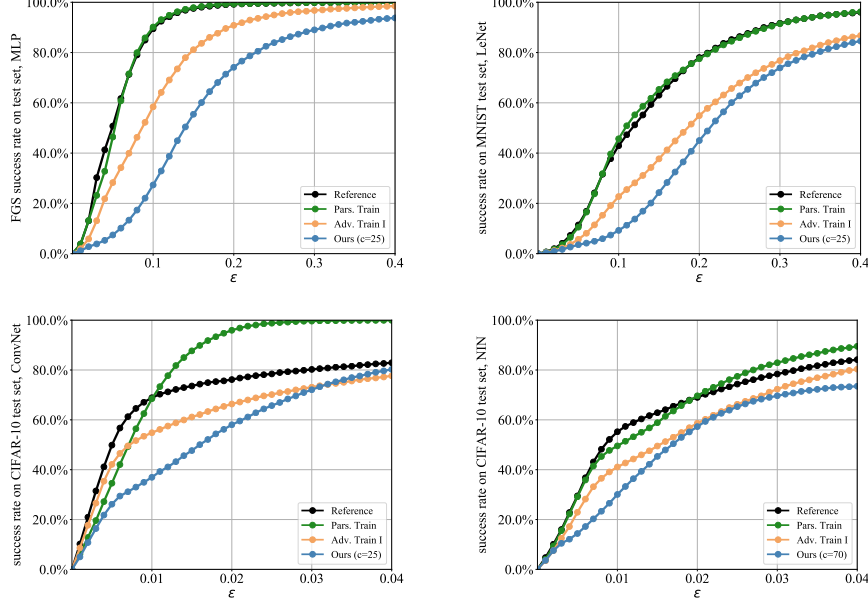 FGS success rate on test set, MLP
100.0%
80.0%
60.0%
40.0%
20.0%
0.0%
0.1
0.2
0.3
0.4
ε
Reference
Pars. Train
Adv. Train I
Ours (c=25)
success rate on MNIST test set, LeNet
100.0%
80.0%
60.0%
40.0%
20.0%
0.0%
0.1
0.2
0.3
0.4
ε
Reference
Pars. Train
Adv. Train I
Ours (c=25)
success rate on CIFAR-10 test set, ConvNet
100.0%
80.0%
60.0%
40.0%
20.0%
0.0%
0.01
0.02
0.03
0.04
ε
Reference
Pars. Train
Adv. Train I
Ours (c=25)
success rate on CIFAR-10 test set, NIN
100.0%
80.0%
60.0%
40.0%
20.0%
0.0%
0.01
0.02
0.03
0.04
ε
Reference
Pars. Train
Adv. Train I
Ours (c=70)